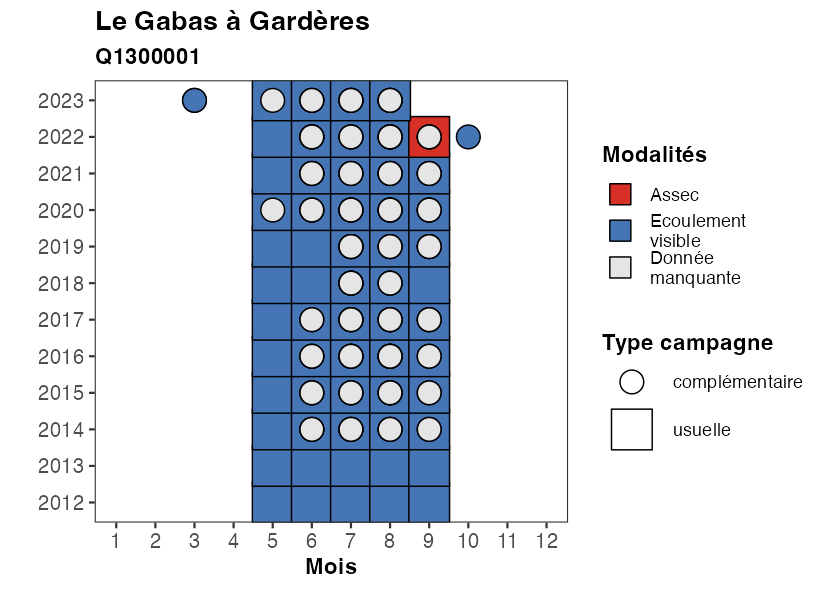 Le Gabas à Gardères
Q1300001
2023
2022
2021
2020
2019
2018
2017
2016
2015
2014
2013
2012
1 2 3 4 5 6 7 8 9 10 11 12
Mois
Modalités
Assec
Ecoulement
visible
Donnée
manquante
Type campagne
complémentaire
usuelle